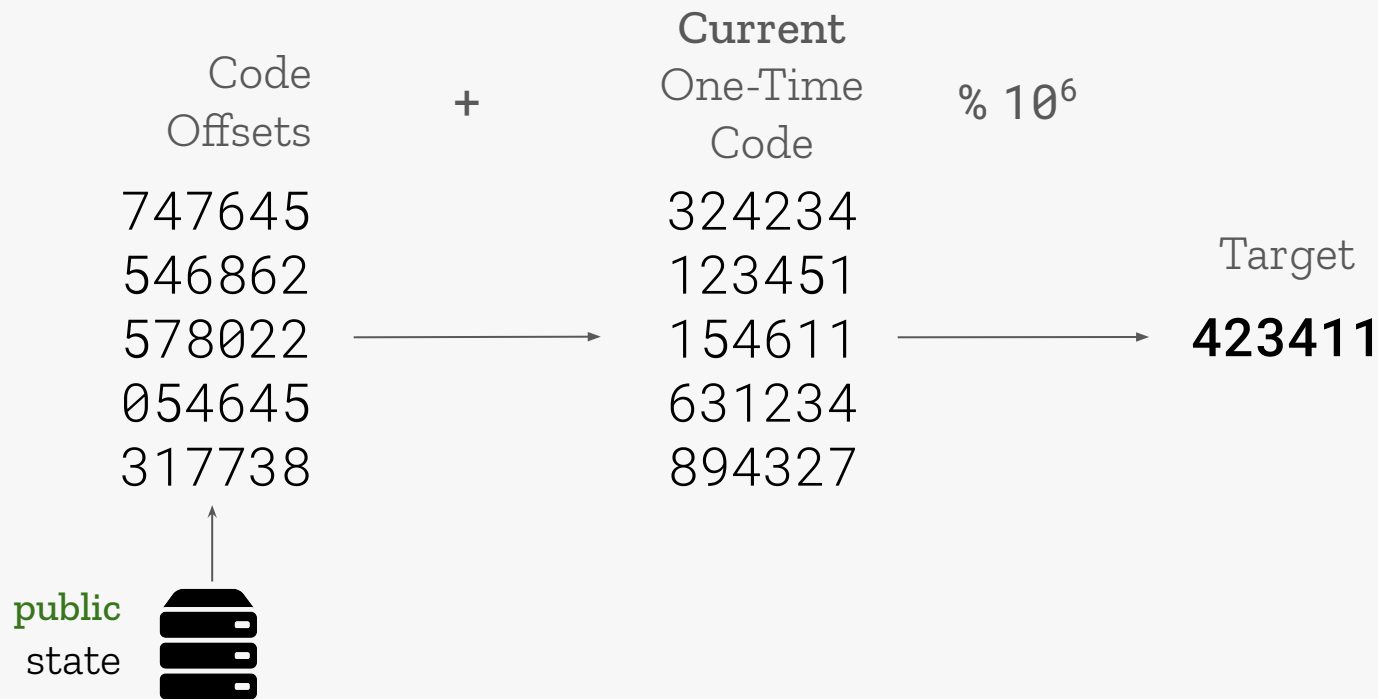 Code
Offsets
+
Current
One-Time
Code
% 10⁶
747645
546862
578022
054645
317738
324234
123451
154611
631234
894327
Target
423411
public
state